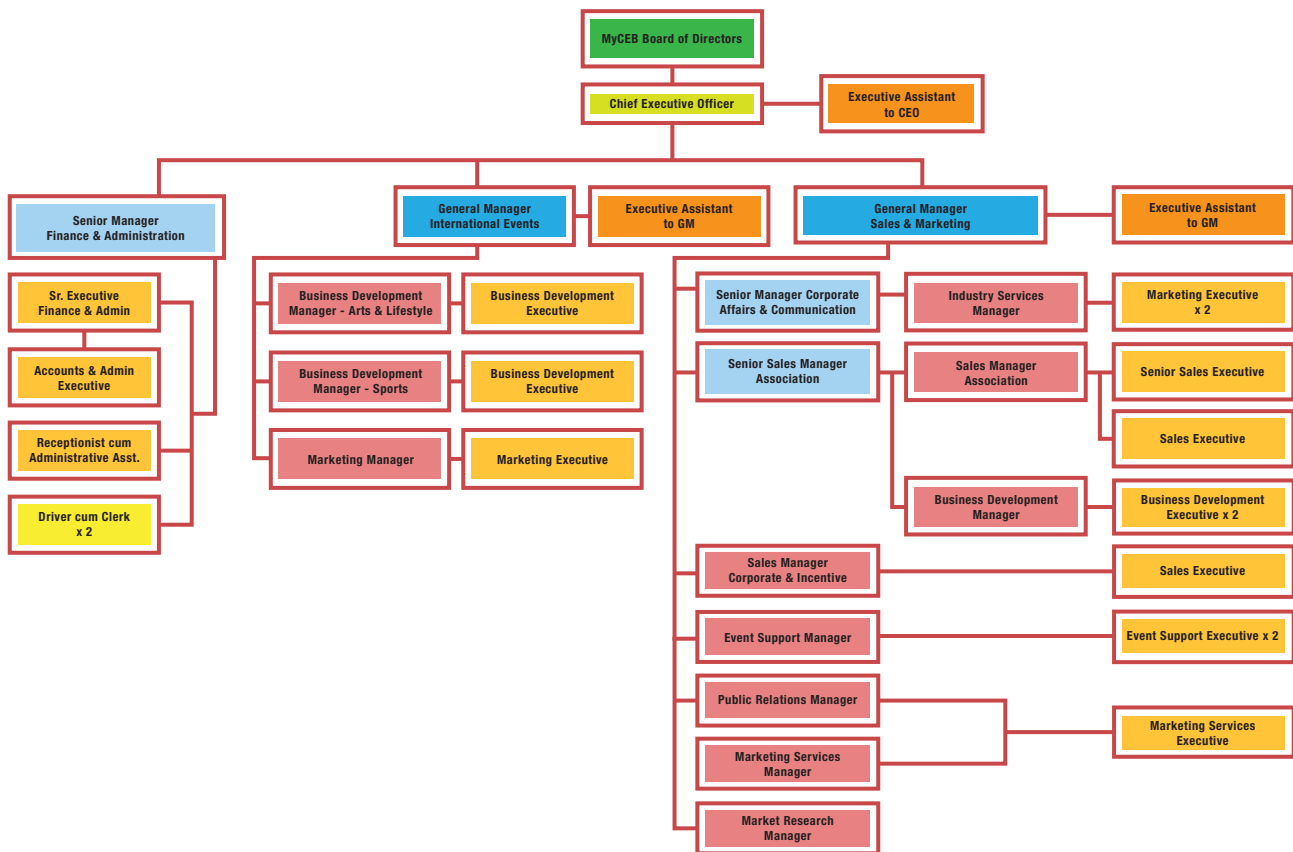 MyCEB Board of Directors
Chief Executive Officer
Executive Assistant
to CEO
Senior Manager
Finance & Administration
General Manager
International Events
Executive Assistant
to GM
General Manager
Sales & Marketing
Executive Assistant
to GM
Sr. Executive
Finance & Admin
Accounts & Admin
Executive
Receptionist cum
Administrative Asst.
Driver cum Clerk
x 2
Business Development
Manager - Arts & Lifestyle
Business Development
Executive
Business Development
Manager - Sports
Business Development
Executive
Marketing Manager
Marketing Executive
Senior Manager Corporate
Affairs & Communication
Industry Services
Manager
Marketing Executive
x 2
Senior Sales Manager
Association
Sales Manager
Association
Senior Sales Executive
Sales Executive
Business Development
Manager
Business Development
Executive x 2
Sales Manager
Corporate & Incentive
Sales Executive
Event Support Manager
Event Support Executive x 2
Public Relations Manager
Marketing Services
Manager
Marketing Services
Executive
Market Research
Manager